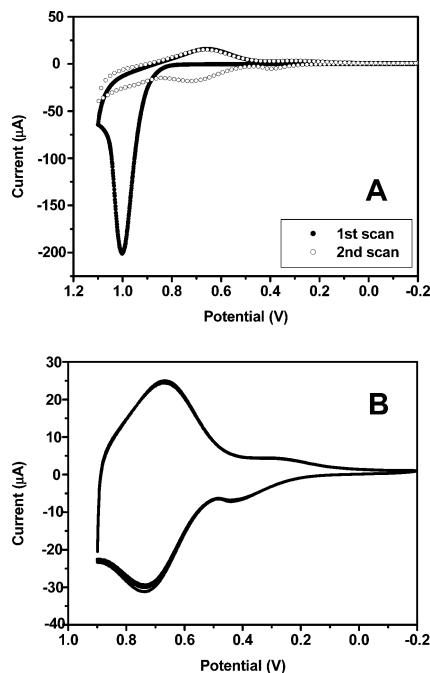 50
0
-50
-100
-150
-200
Current (μA)
A
1st scan
2nd scan
1.2 1.0 0.8 0.6 0.4 0.2 0.0 -0.2
Potential (V)
30
20
10
0
-10
-20
-30
-40
Current (μA)
B
1.0 0.8 0.6 0.4 0.2 0.0 -0.2
Potential (V)